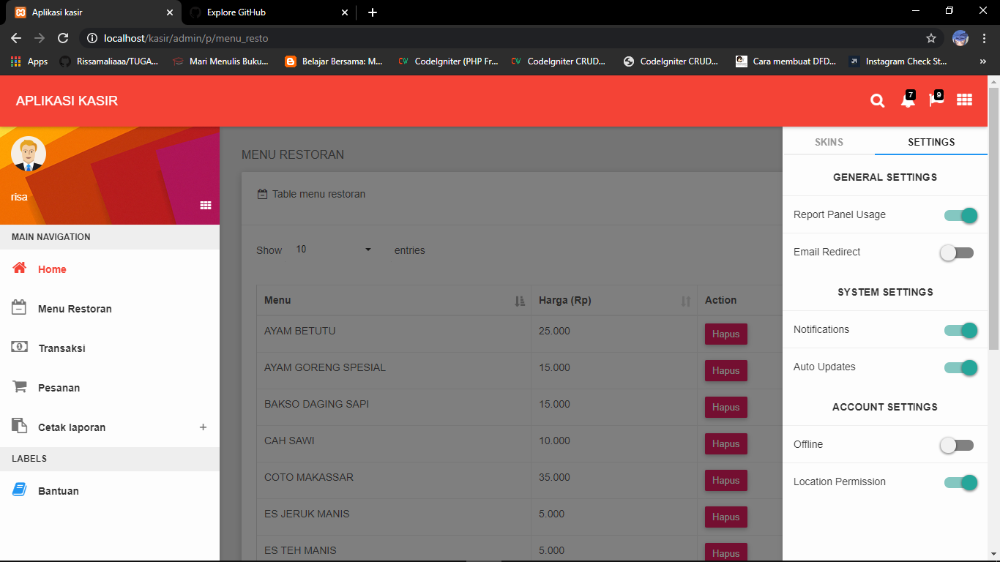 Aplikasi kasir
Explore GitHub
localhost/kasir/admin/p/menu_resto
Apps
Rissamaliaaa/TUGA...
Mari Menulis Buku...
Belajar Bersama: M...
CW
CodeIgniter (PHP Fr...
CW
CodeIgniter CRUD...
CodeIgniter CRUD...
Cara membuat DFD...
Instagram Check St...
APLIKASI KASIR
7
9
risa
MAIN NAVIGATION
Home
Menu Restoran
Transaksi
Pesanan
Cetak laporan
LABELS
Bantuan
MENU RESTORAN
Table menu restoran
Show 10 entries
Menu Harga (Rp) Action
AYAM BETUTU 25.000 Hapus
AYAM GORENG SPESIAL 15.000 Hapus
BAKSO DAGING SAPI 15.000 Hapus
CAH SAWI 10.000 Hapus
COTO MAKASSAR 35.000 Hapus
ES JERUK MANIS 5.000 Hapus
ES TEH MANIS 5.000 Hapus
SKINS SETTINGS
GENERAL SETTINGS
Report Panel Usage
Email Redirect
SYSTEM SETTINGS
Notifications
Auto Updates
ACCOUNT SETTINGS
Offline
Location Permission